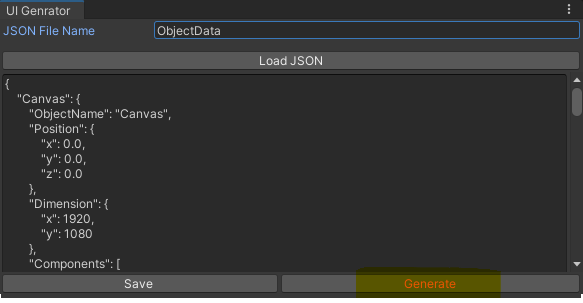 UI Genrator
JSON File Name ObjectData
Load JSON
{
"Canvas": {
"ObjectName": "Canvas",
"Position": {
"x": 0.0,
"y": 0.0,
"z": 0.0
},
"Dimension": {
"x": 1920,
"y": 1080
},
"Components": [
Save Generate